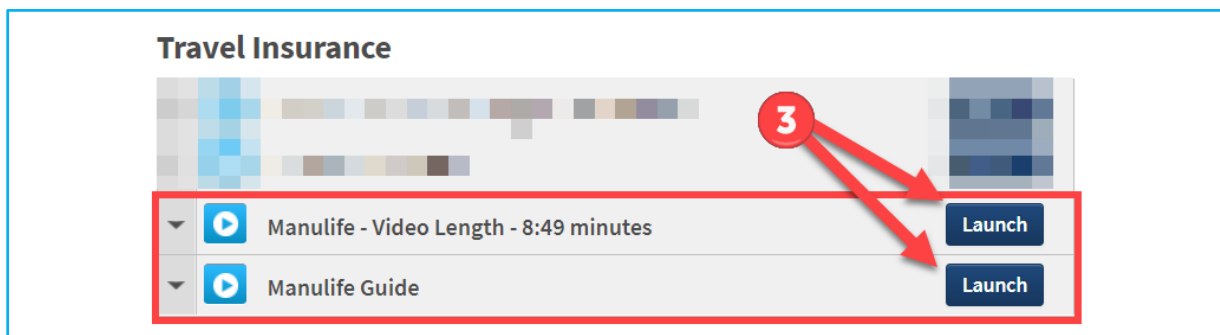 Travel Insurance
3
Manulife - Video Length - 8:49 minutes
Launch
Manulife Guide
Launch